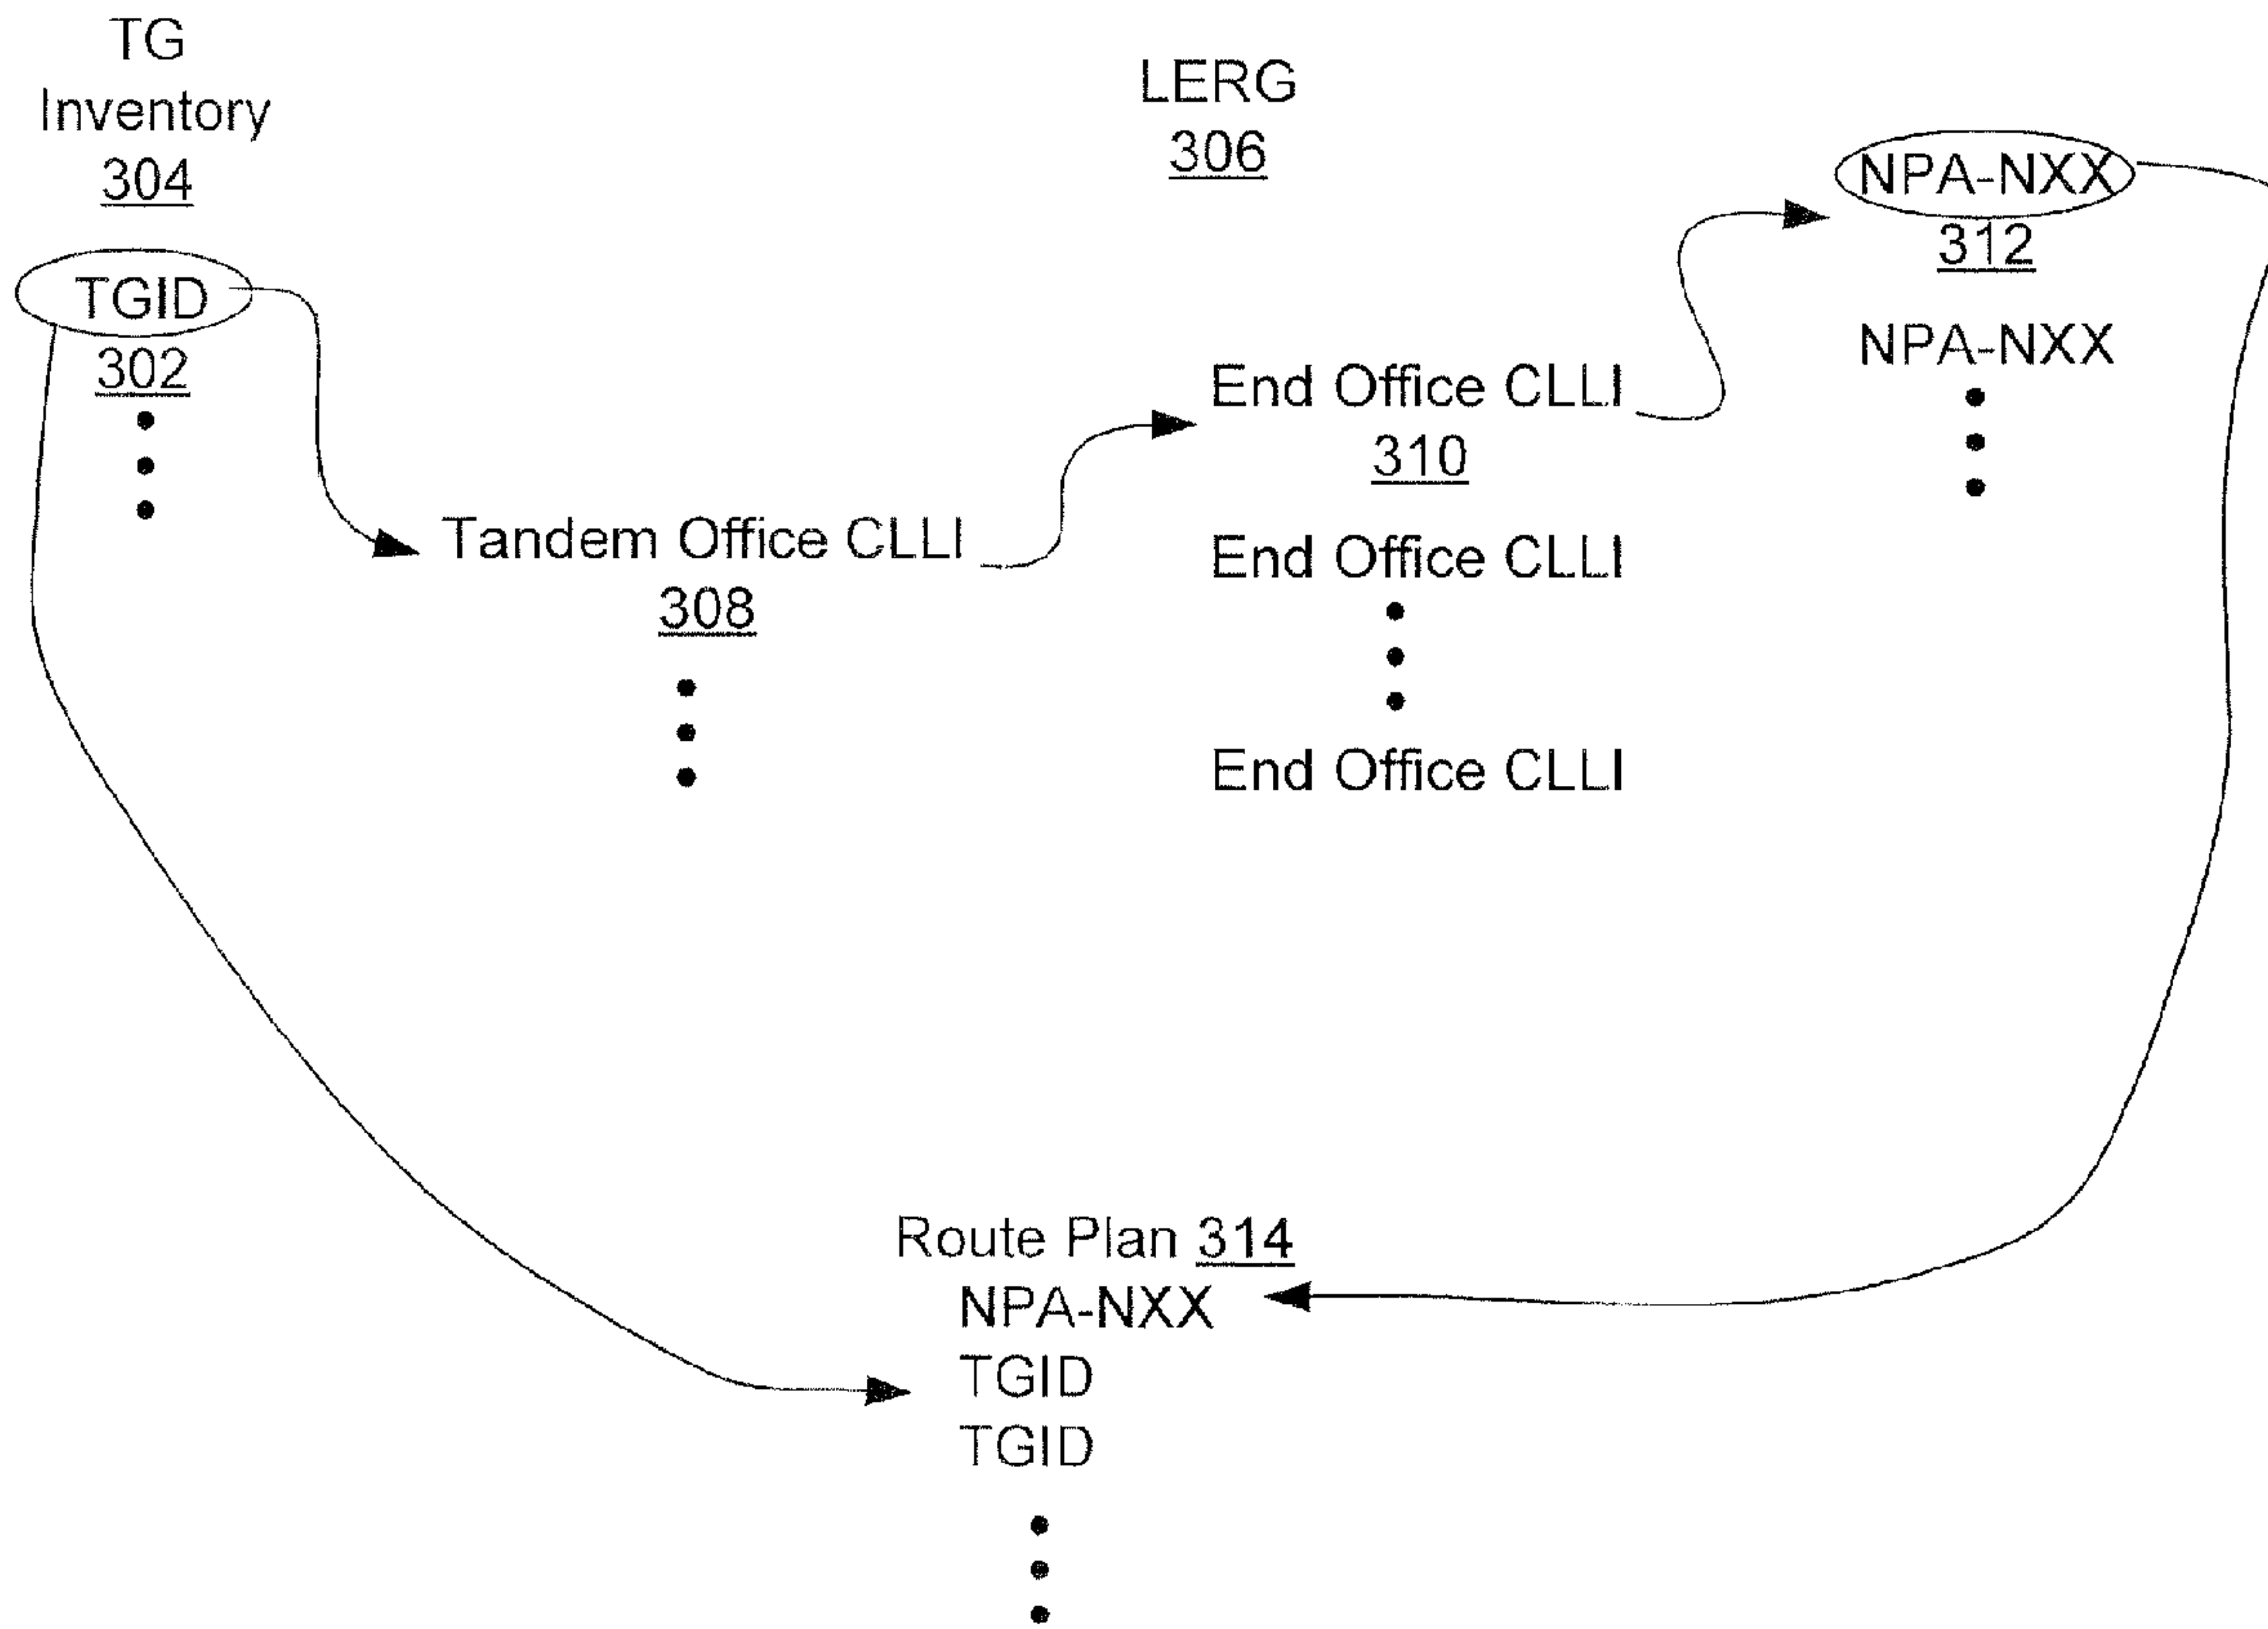 TG
Inventory
304
TGID
302
LERG
306
Tandem Office CLLI
308
End Office CLLI
310
End Office CLLI
End Office CLLI
NPA-NXX
312
NPA-NXX
Route Plan 314
NPA-NXX
TGID
TGID